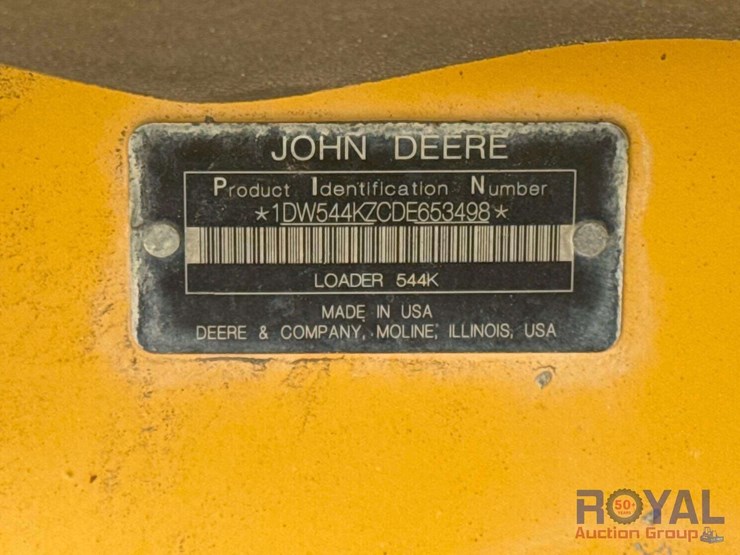 JOHN DEERE
Product Identification Number
*1DW544KZCDE653498*
LOADER 544K
MADE IN USA
DEERE & COMPANY, MOLINE, ILLINOIS, USA
ROYAL
50+
YEARS
Auction Group